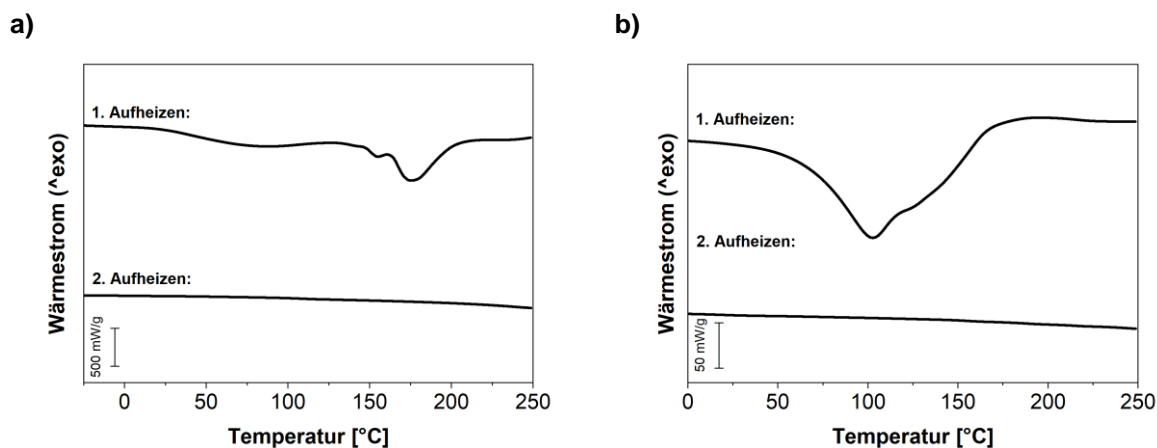 a)
Wärmestrom (^exo)
1. Aufheizen:
2. Aufheizen:
500 mW/g
0 50 100 150 200 250
Temperatur [°C]
b)
Wärmestrom (^exo)
1. Aufheizen:
2. Aufheizen:
50 mW/g
0 50 100 150 200 250
Temperatur [°C]